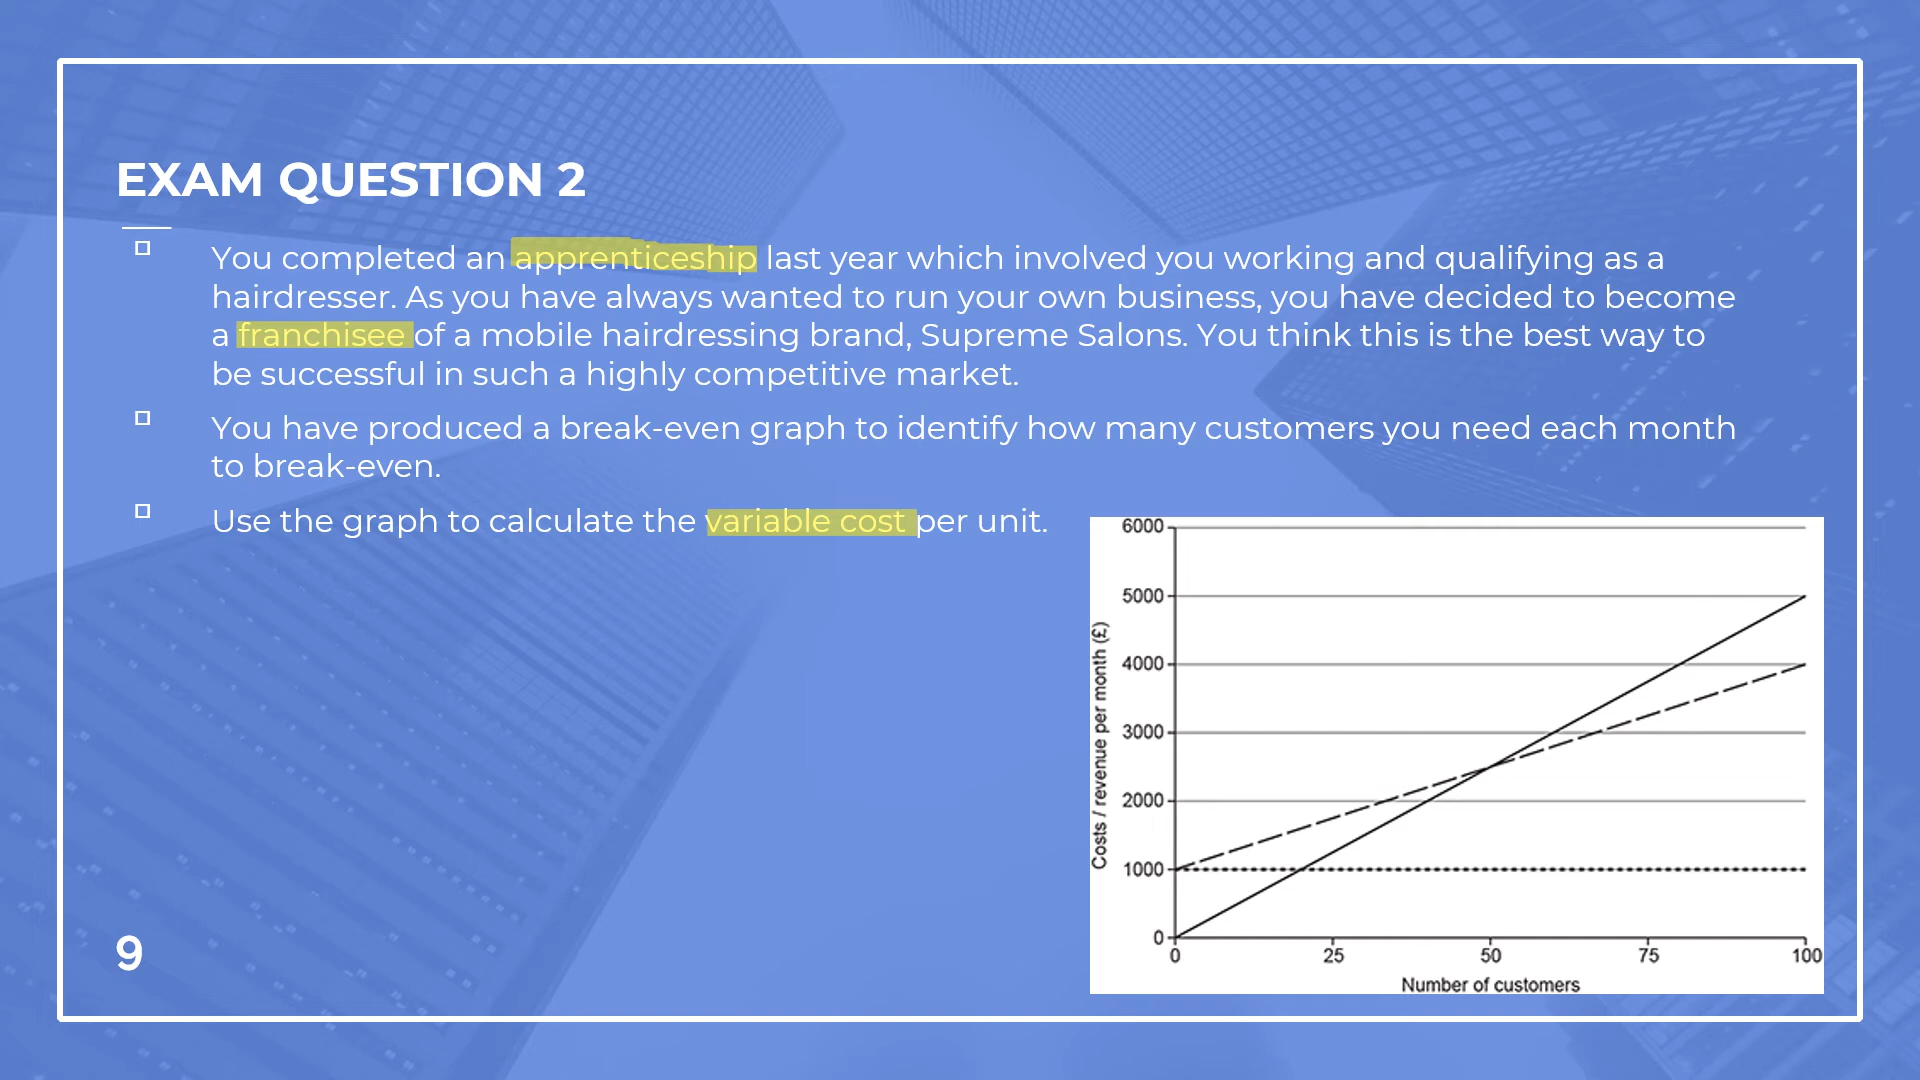 EXAM QUESTION 2
You completed an apprenticeship last year which involved you working and qualifying as a
hairdresser. As you have always wanted to run your own business, you have decided to become
a franchisee of a mobile hairdressing brand, Supreme Salons. You think this is the best way to
be successful in such a highly competitive market.
You have produced a break-even graph to identify how many customers you need each month
to break-even.
Use the graph to calculate the variable cost per unit.
6000
5000
4000
3000
2000
1000
0
Costs / revenue per month (£)
0 25 50 75 100
Number of customers
9